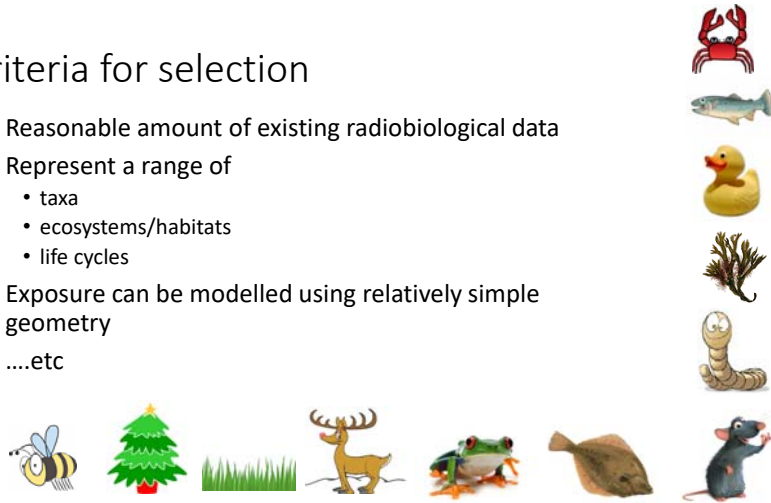 riteria for selection
Reasonable amount of existing radiobiological data
Represent a range of
• taxa
• ecosystems/habitats
• life cycles
Exposure can be modelled using relatively simple
geometry
….etc